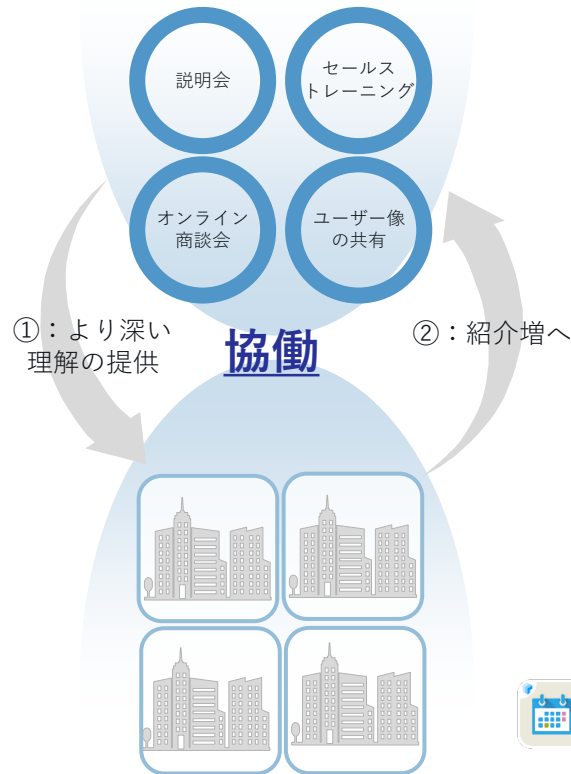 説明会
セールス
トレーニング
オンライン
商談会
ユーザー像
の共有
①：より深い
理解の提供
協働
②：紹介増へ